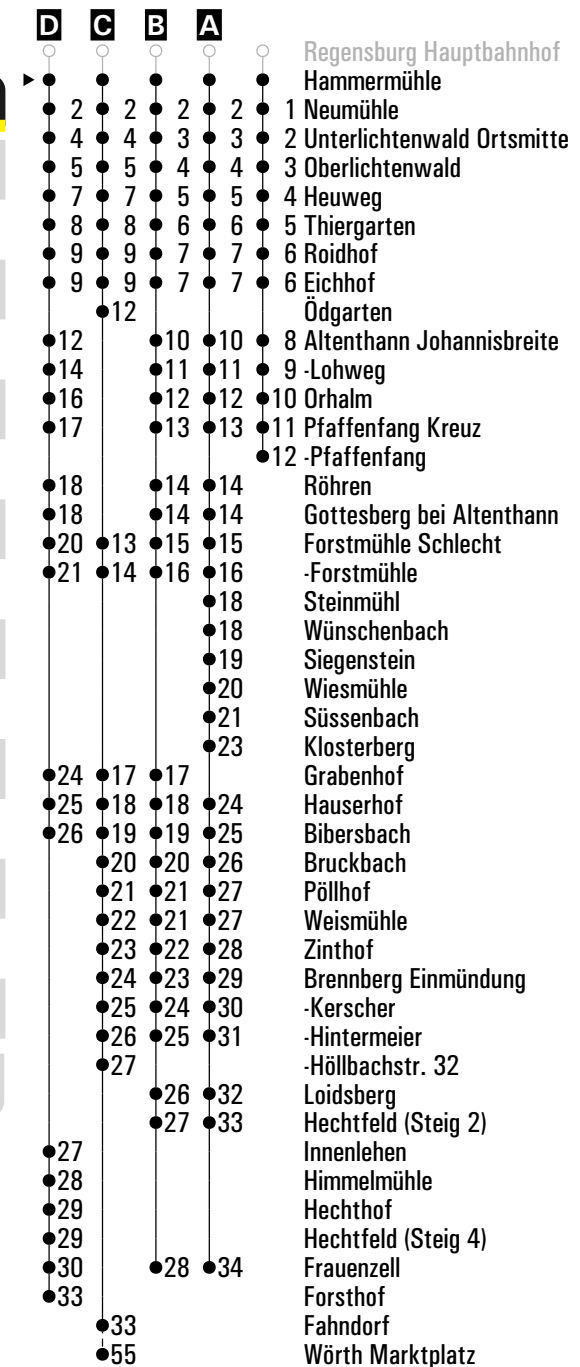 D C B A
Regensburg Hauptbahnhof
Hammermühle
2 2 2 2 1 Neumühle
4 4 3 3 2 Unterlichtenwald Ortsmitte
5 5 4 4 3 Oberlichtenwald
7 7 5 5 4 Heuweg
8 8 6 6 5 Thiergarten
9 9 7 7 6 Roidhof
9 9 7 7 6 Eichhof
12 Ödgarten
12 10 10 8 Altenthann Johannisbreite
14 11 11 9 -Lohweg
16 12 12 10 Orhalm
17 13 13 11 Pfaffenfang Kreuz
12 -Pfaffenfang
18 14 14 Röhren
18 14 14 Gottesberg bei Altenthann
20 13 15 15 Forstmühle Schlecht
21 14 16 16 -Forstmühle
18 Steinmühl
18 Wünschenbach
19 Siegenstein
20 Wiesmühle
21 Süssenbach
23 Klosterberg
24 17 17 Grabenhof
25 18 18 24 Hauserhof
26 19 19 25 Bibersbach
20 20 26 Bruckbach
21 21 27 Pöllhof
22 21 27 Weismühle
23 22 28 Zinthof
24 23 29 Brennberg Einmündung
25 24 30 -Kerscher
26 25 31 -Hintermeier
27 -Höllbachstr. 32
26 32 Loidsberg
27 33 Hechtfeld (Steig 2)
27 Innenlehen
28 Himmelmühle
29 Hechthof
29 Hechtfeld (Steig 4)
30 28 34 Frauenzell
33 Forsthof
33 Fahndorf
55 Wörth Marktplatz